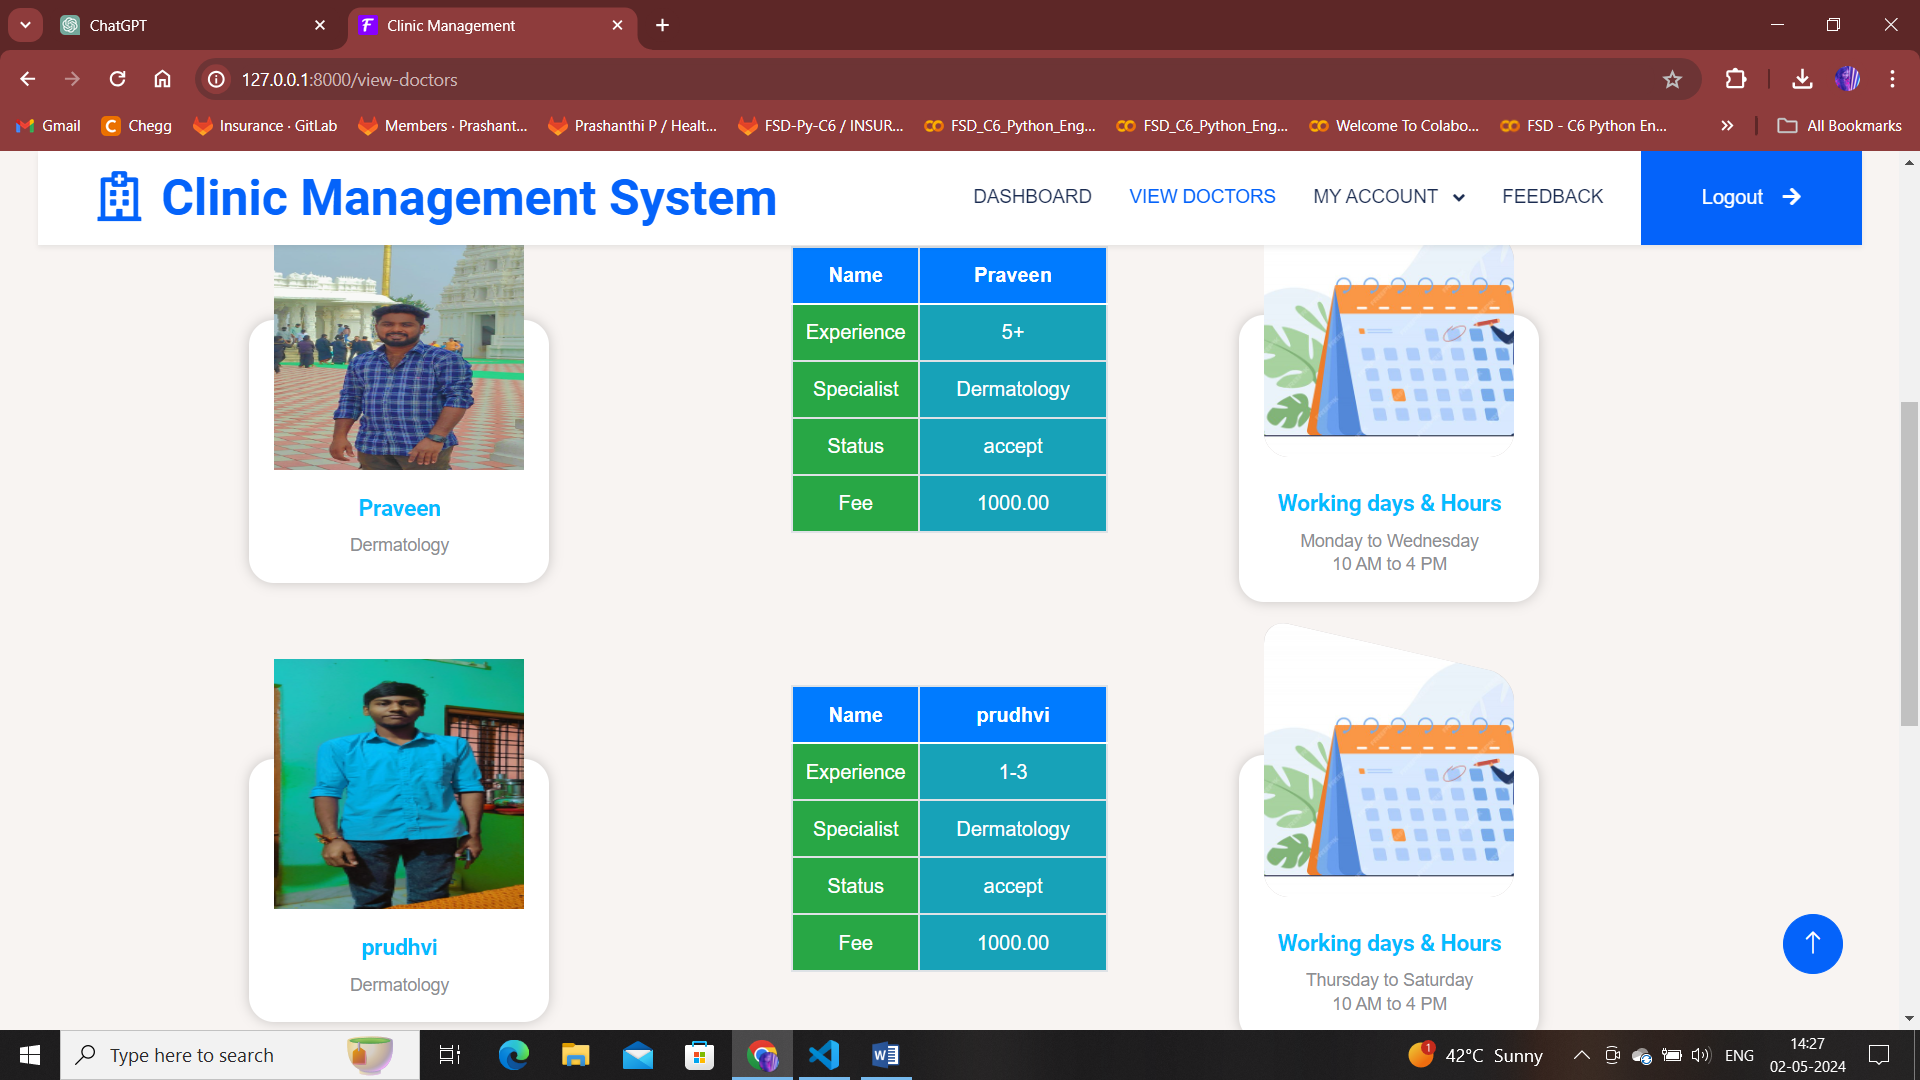 ChatGPT
Clinic Management
127.0.0.1:8000/view-doctors
Gmail
Chegg
Insurance · GitLab
Members · Prashant...
Prashanthi P / Healt...
FSD-Py-C6 / INSUR...
FSD_C6_Python_Eng...
FSD_C6_Python_Eng...
Welcome To Colabo...
FSD - C6 Python En...
All Bookmarks
Clinic Management System
DASHBOARD
VIEW DOCTORS
MY ACCOUNT
FEEDBACK
Logout
Praveen
Dermatology
Name Praveen
Experience 5+
Specialist Dermatology
Status accept
Fee 1000.00
Working days & Hours
Monday to Wednesday
10 AM to 4 PM
prudhvi
Dermatology
Name prudhvi
Experience 1-3
Specialist Dermatology
Status accept
Fee 1000.00
Working days & Hours
Thursday to Saturday
10 AM to 4 PM
Type here to search
1
42°C Sunny
ENG
14:27
02-05-2024